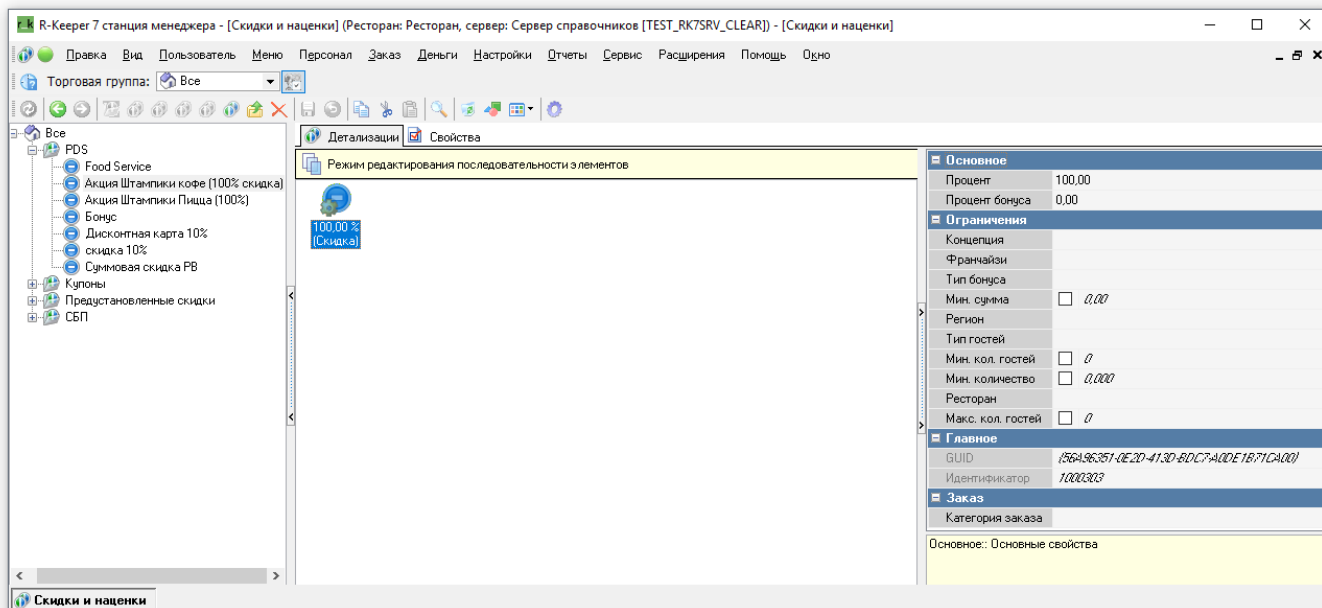 R-Keeper 7 станция менеджера - [Скидки и наценки] (Ресторан: Ресторан, сервер: Сервер справочников [TEST_RK7SRV_CLEAR]) - [Скидки и наценки]
Правка Вид Пользователь Меню Персонал Заказ Деньги Настройки Отчеты Сервис Расширения Помощь Окно
Торговая группа: Все
Все
PDS
Food Service
Акция Штампики кофе (100% скидка)
Акция Штампики Пицца (100%)
Бонус
Дисконтная карта 10%
скидка 10%
Суммовая скидка РВ
Купоны
Предустановленные скидки
СБП
Детализации Свойства
Режим редактирования последовательности элементов
100,00 %
(Скидка)
Основное
Процент 100,00
Процент бонуса 0,00
Ограничения
Концепция
Франчайзи
Тип бонуса
Мин. сумма 0,00
Регион
Тип гостей
Мин. кол. гостей 0
Мин. количество 0,000
Ресторан
Макс. кол. гостей 0
Главное
GUID {56A96351-0E2D-413D-BDC7-A0DE1B71CA00}
Идентификатор 1000303
Заказ
Категория заказа
Основное:: Основные свойства
Скидки и наценки